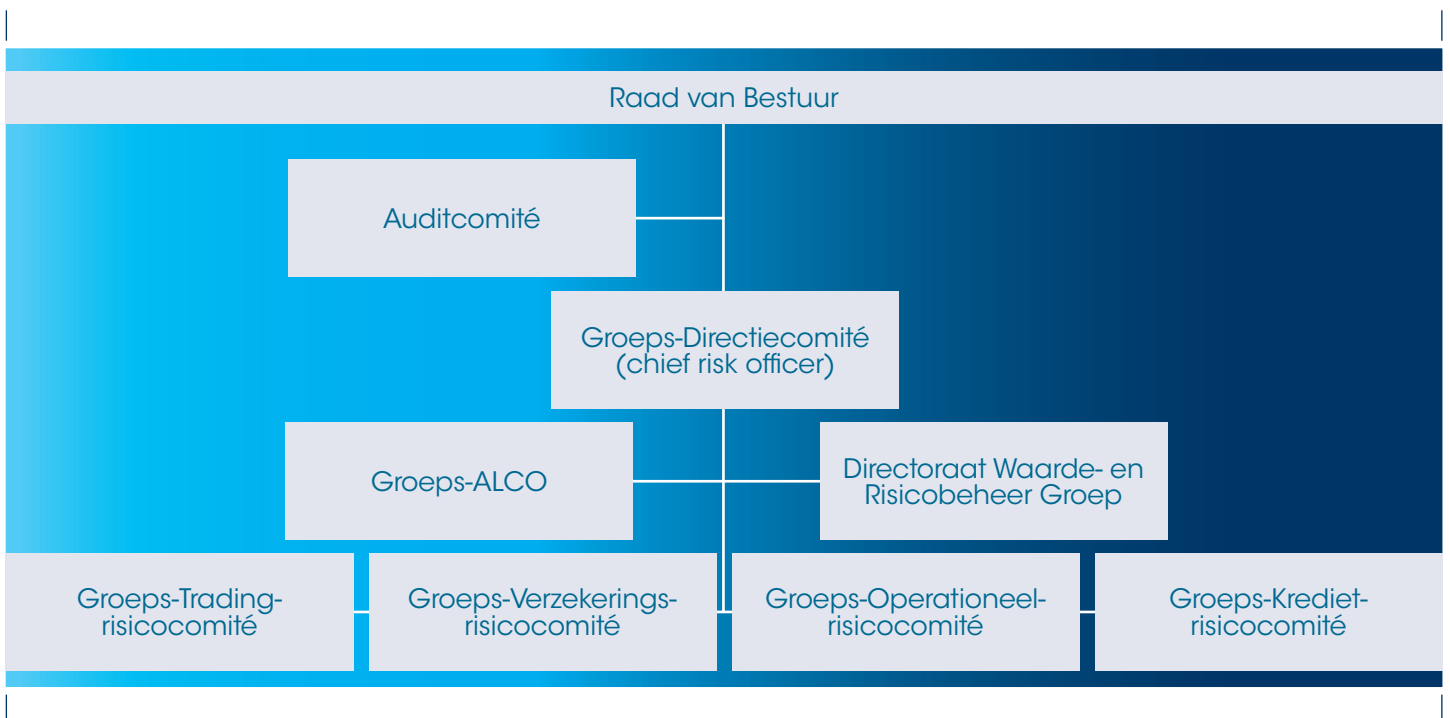 Raad van Bestuur
Auditcomité
Groeps-Directiecomité
(chief risk officer)
Groeps-ALCO
Directoraat Waarde- en
Risicobeheer Groep
Groeps-Trading-
risicocomité
Groeps-Verzekerings-
risicocomité
Groeps-Operationeel-
risicocomité
Groeps-Krediet-
risicocomité